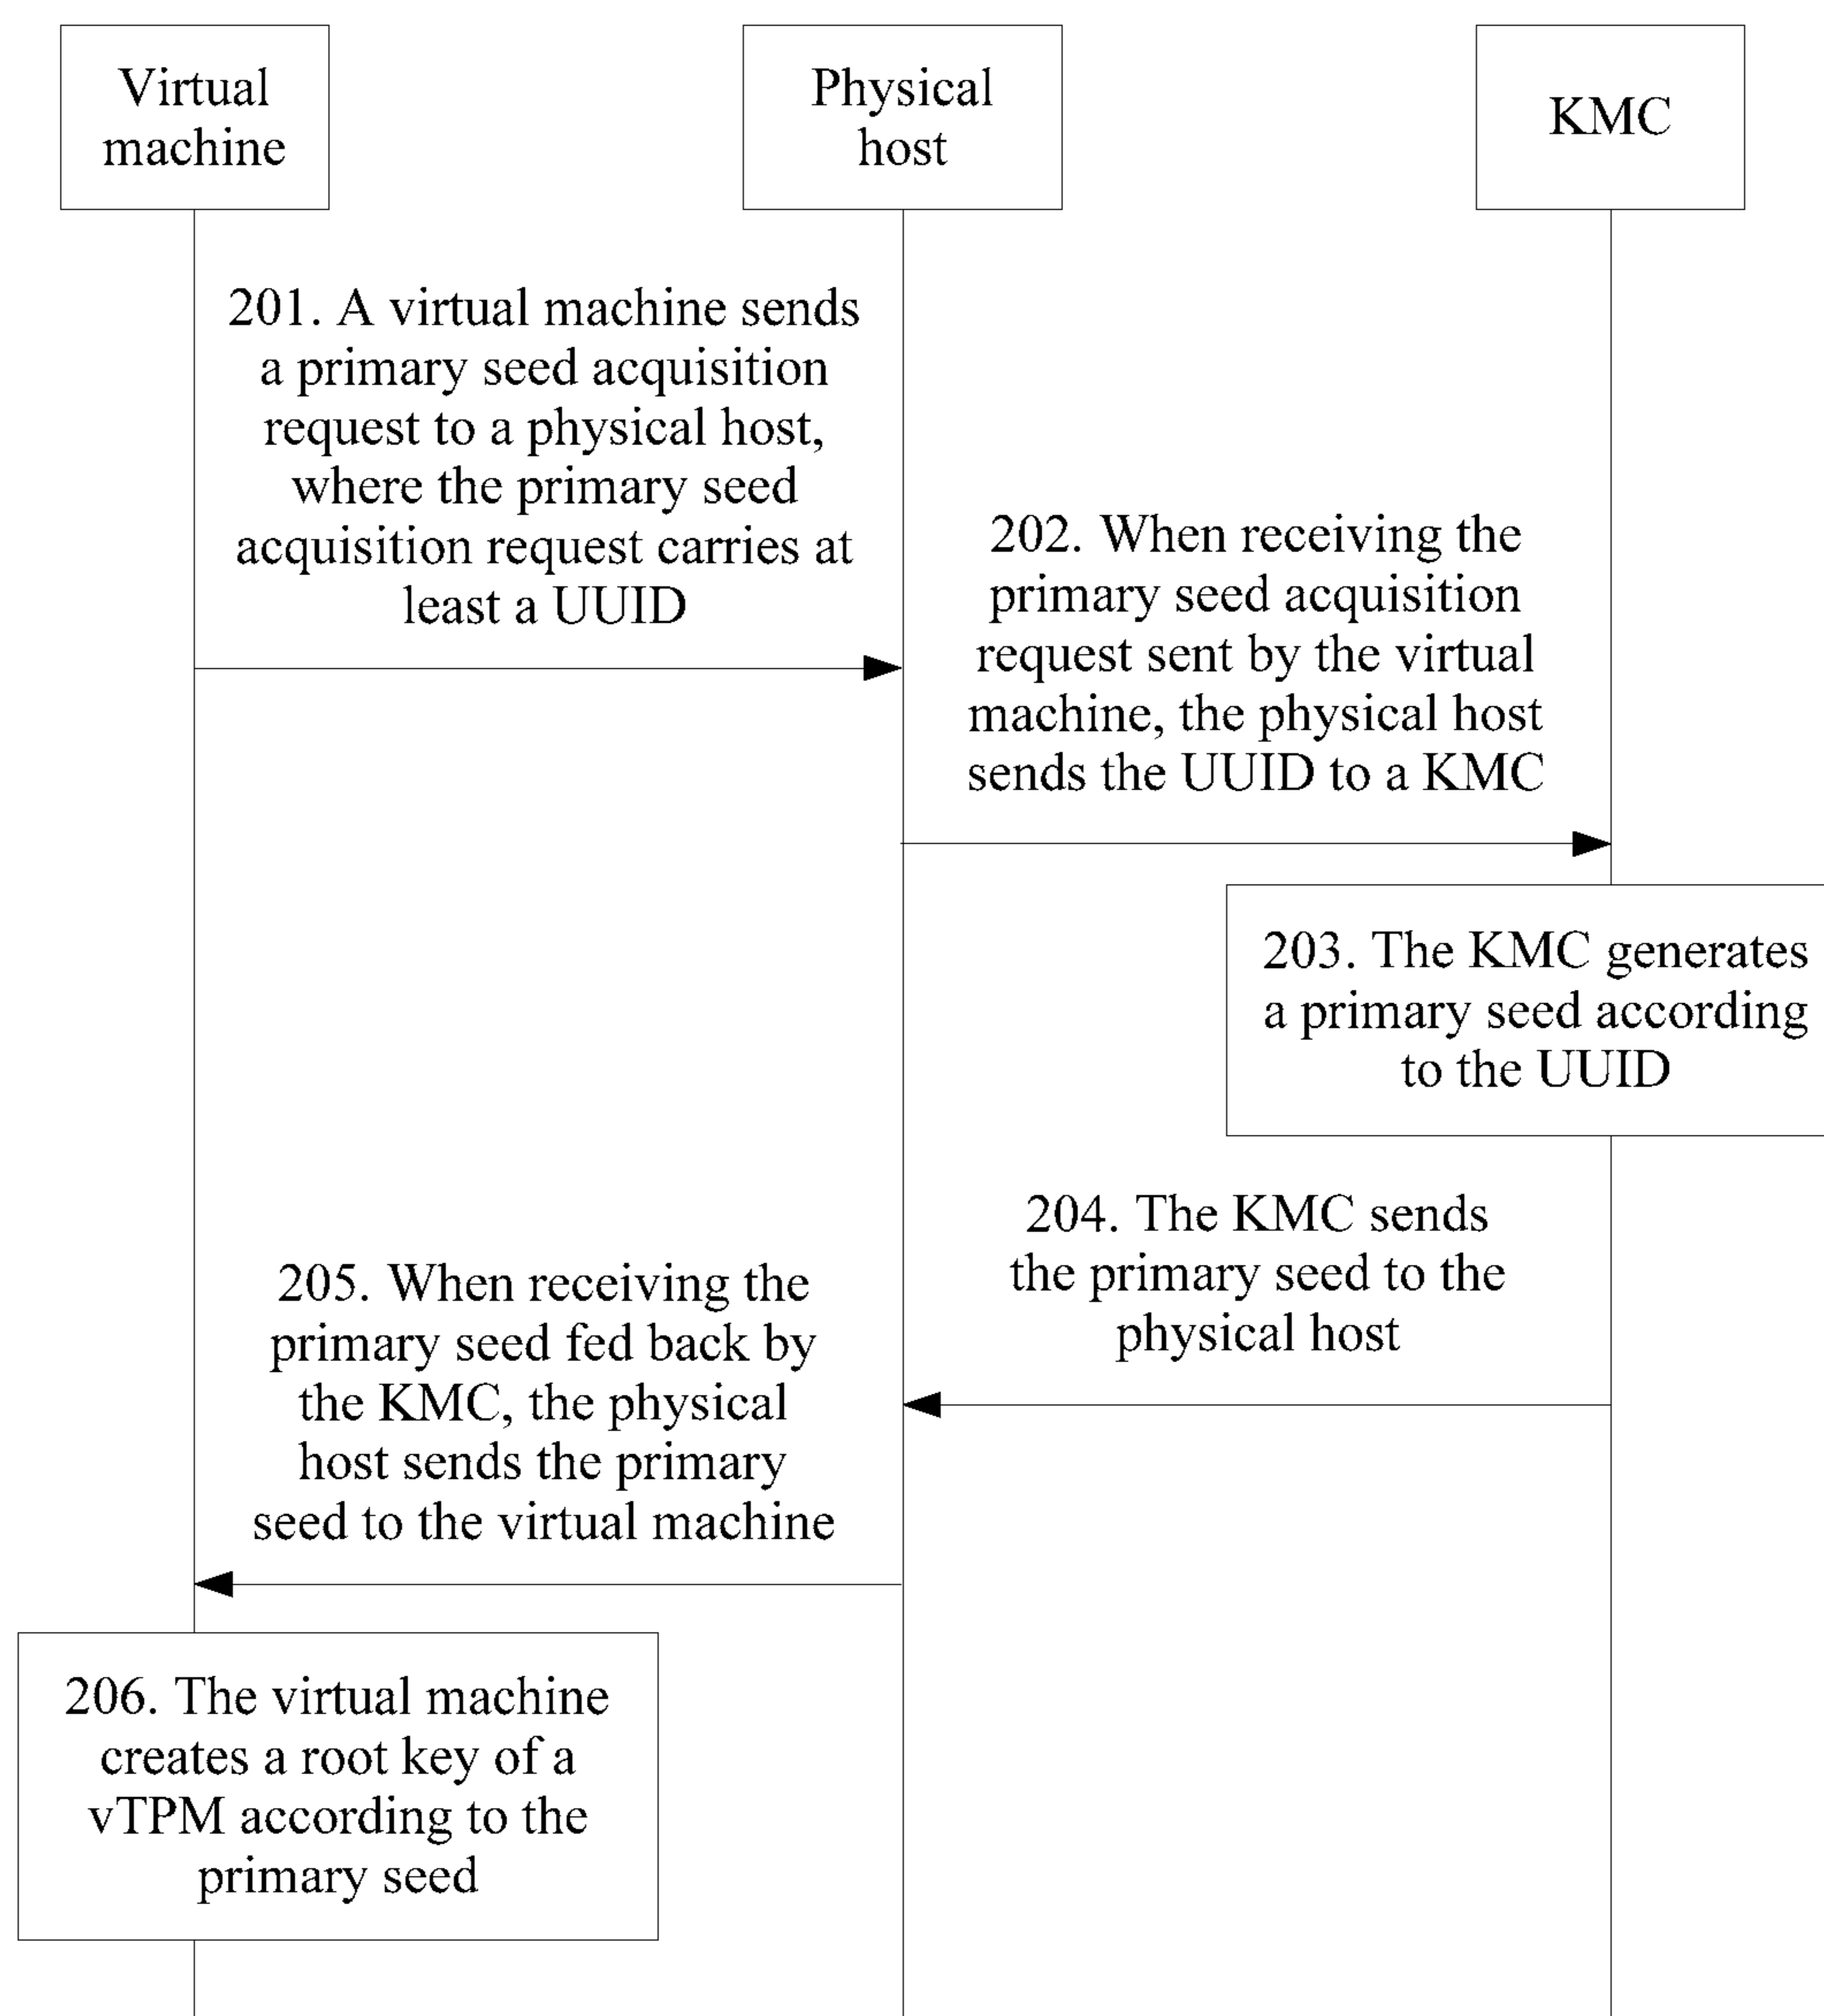 Virtual
machine
Physical
host
KMC
201. A virtual machine sends
a primary seed acquisition
request to a physical host,
where the primary seed
acquisition request carries at
least a UUID
202. When receiving the
primary seed acquisition
request sent by the virtual
machine, the physical host
sends the UUID to a KMC
203. The KMC generates
a primary seed according
to the UUID
204. The KMC sends
the primary seed to the
physical host
205. When receiving the
primary seed fed back by
the KMC, the physical
host sends the primary
seed to the virtual machine
206. The virtual machine
creates a root key of a
vTPM according to the
primary seed